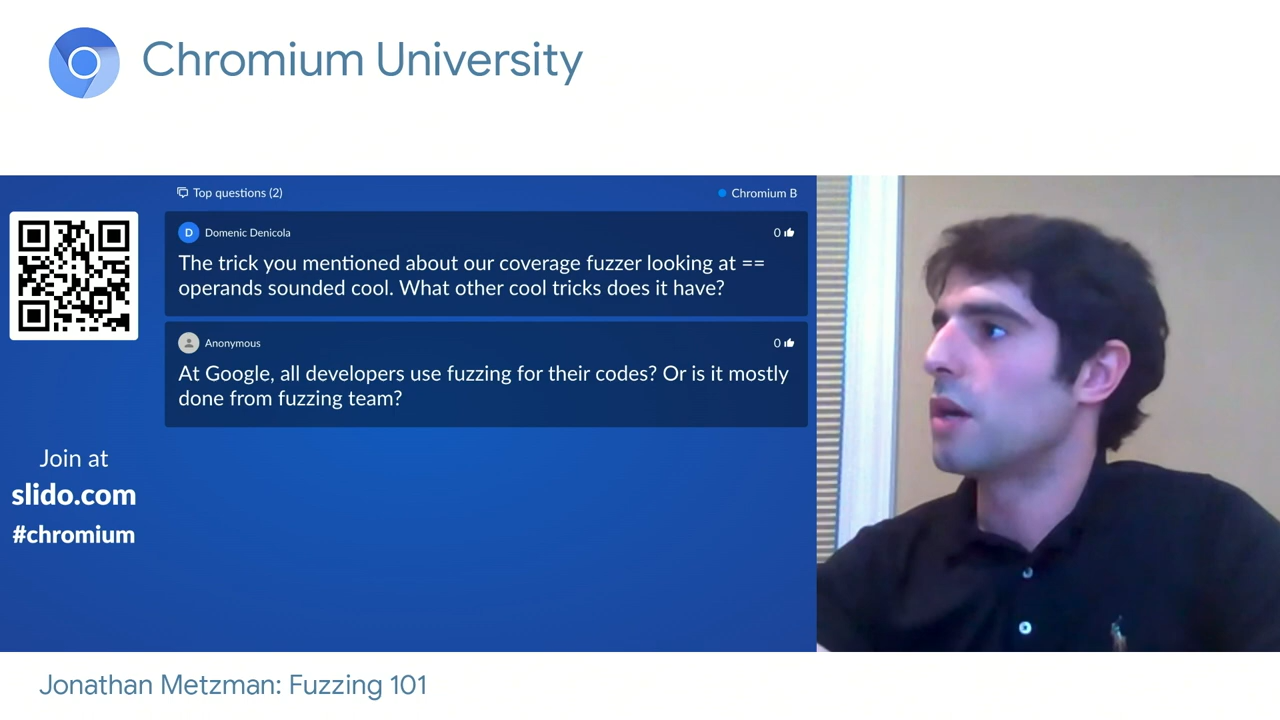 Chromium University
Top questions (2)
Chromium B
D
Domenic Denicola
0
The trick you mentioned about our coverage fuzzer looking at ==
operands sounded cool. What other cool tricks does it have?
Anonymous
0
At Google, all developers use fuzzing for their codes? Or is it mostly
done from fuzzing team?
Join at
slido.com
#chromium
Jonathan Metzman: Fuzzing 101